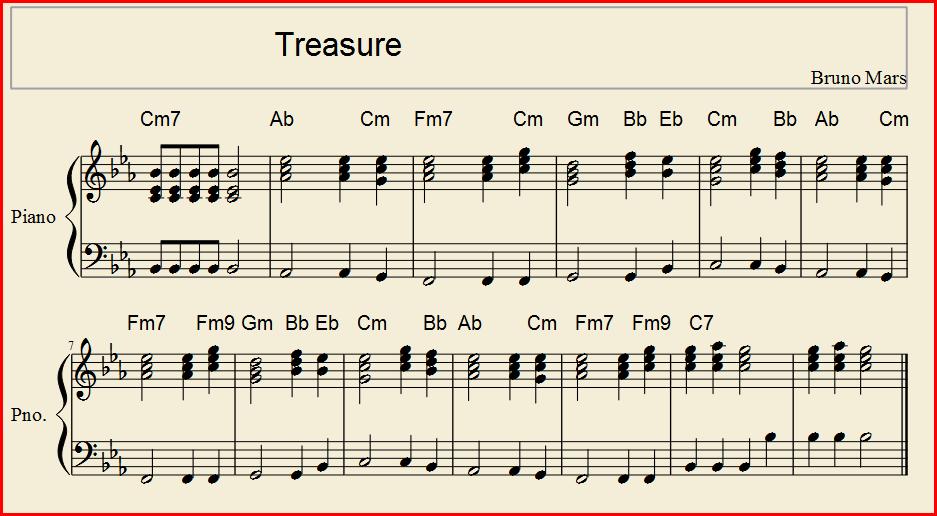 Treasure
Bruno Mars
Cm7 Ab Cm Fm7 Cm Gm Bb Eb Cm Bb Ab Cm
Piano
Fm7 Fm9 Gm Bb Eb Cm Bb Ab Cm Fm7 Fm9 C7
7
Pno.